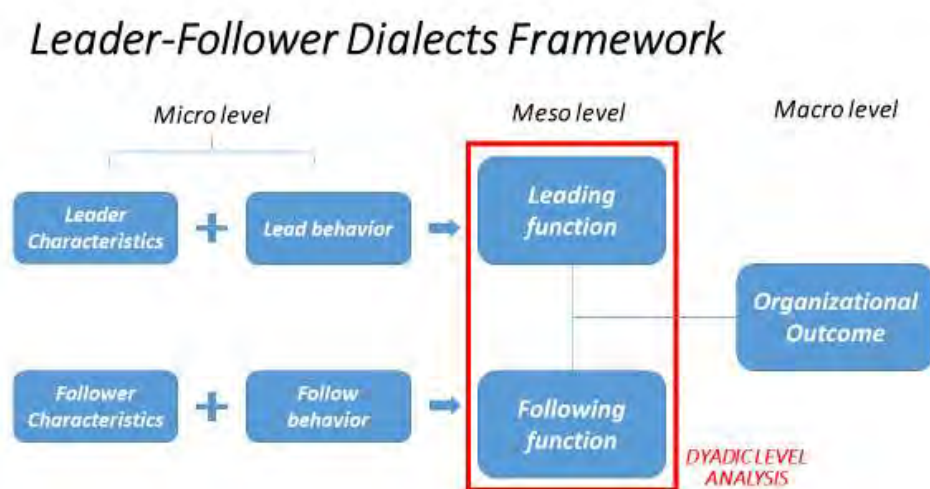 Leader-Follower Dialects Framework
Micro level
Meso level
Macro level
Leader
Characteristics
Lead behavior
Leading
function
Organizational
Outcome
Follower
Characteristics
Follow
behavior
Following
function
DYADIC LEVEL
ANALYSIS